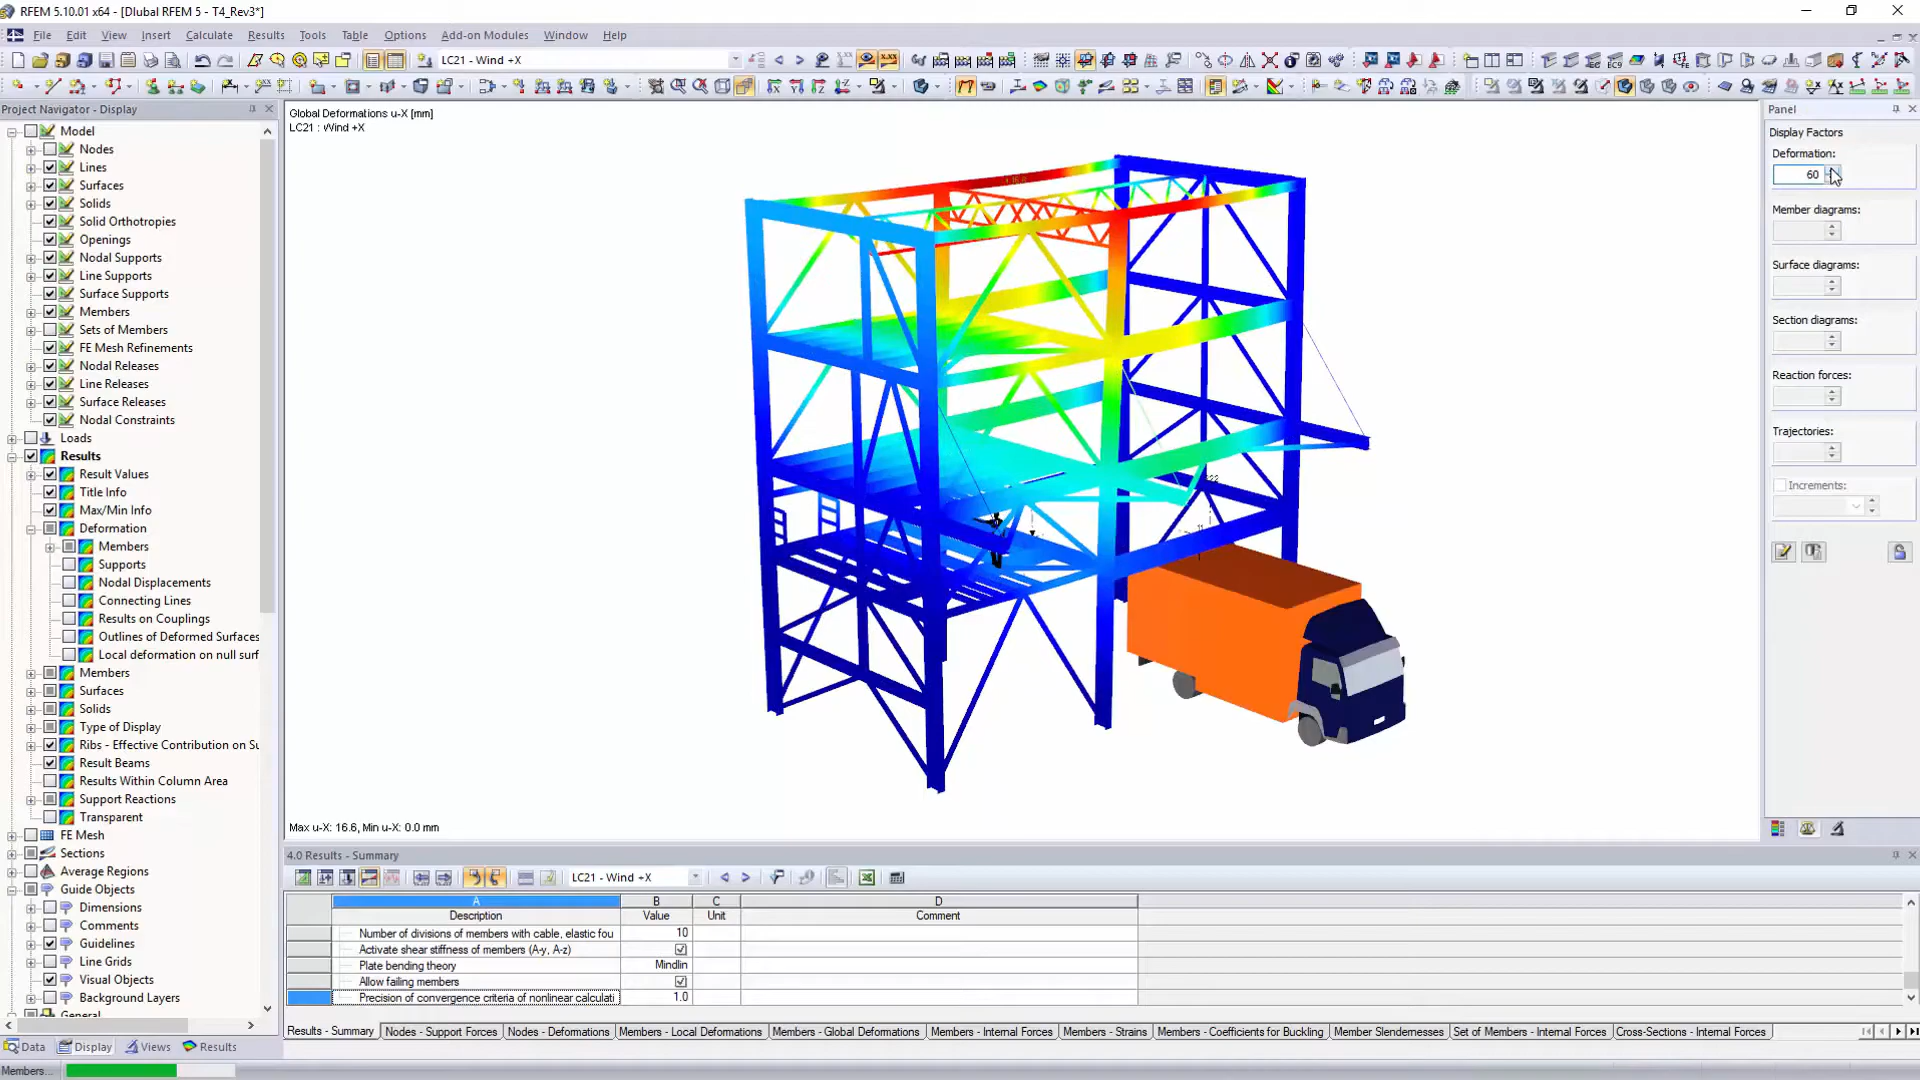 RFEM 5.10.01 x64 - [Dlubal RFEM 5 - T4_Rev3*]
File Edit View Insert Calculate Results Tools Table Options Add-on Modules Window Help
LC21 - Wind +X
Project Navigator - Display
Model
Nodes
Lines
Surfaces
Solids
Solid Orthotropies
Openings
Nodal Supports
Line Supports
Surface Supports
Members
Sets of Members
FE Mesh Refinements
Nodal Releases
Line Releases
Surface Releases
Nodal Constraints
Loads
Results
Result Values
Title Info
Max/Min Info
Deformation
Members
Supports
Nodal Displacements
Connecting Lines
Results on Couplings
Outlines of Deformed Surfaces
Local deformation on null surf
Members
Surfaces
Solids
Type of Display
Ribs - Effective Contribution on Su
Result Beams
Results Within Column Area
Support Reactions
Transparent
FE Mesh
Sections
Average Regions
Guide Objects
Dimensions
Comments
Guidelines
Line Grids
Visual Objects
Background Layers
General
Data Display Views Results
Members...
Global Deformations u-X [mm]
LC21 : Wind +X
Max u-X: 16.6, Min u-X: 0.0 mm
Panel
Display Factors
Deformation:
60
Member diagrams:
Surface diagrams:
Section diagrams:
Reaction forces:
Trajectories:
Increments:
4.0 Results - Summary
LC21 - Wind +X
A B C D
Description Value Unit Comment
Number of divisions of members with cable, elastic fou 10
Activate shear stiffness of members (A-y, A-z)
Plate bending theory Mindlin
Allow failing members
Precision of convergence criteria of nonlinear calculati 1.0
Results - Summary Nodes - Support Forces Nodes - Deformations Members - Local Deformations Members - Global Deformations Members - Internal Forces Members - Strains Members - Coefficients for Buckling Member Slendernesses Set of Members - Internal Forces Cross-Sections - Internal Forces